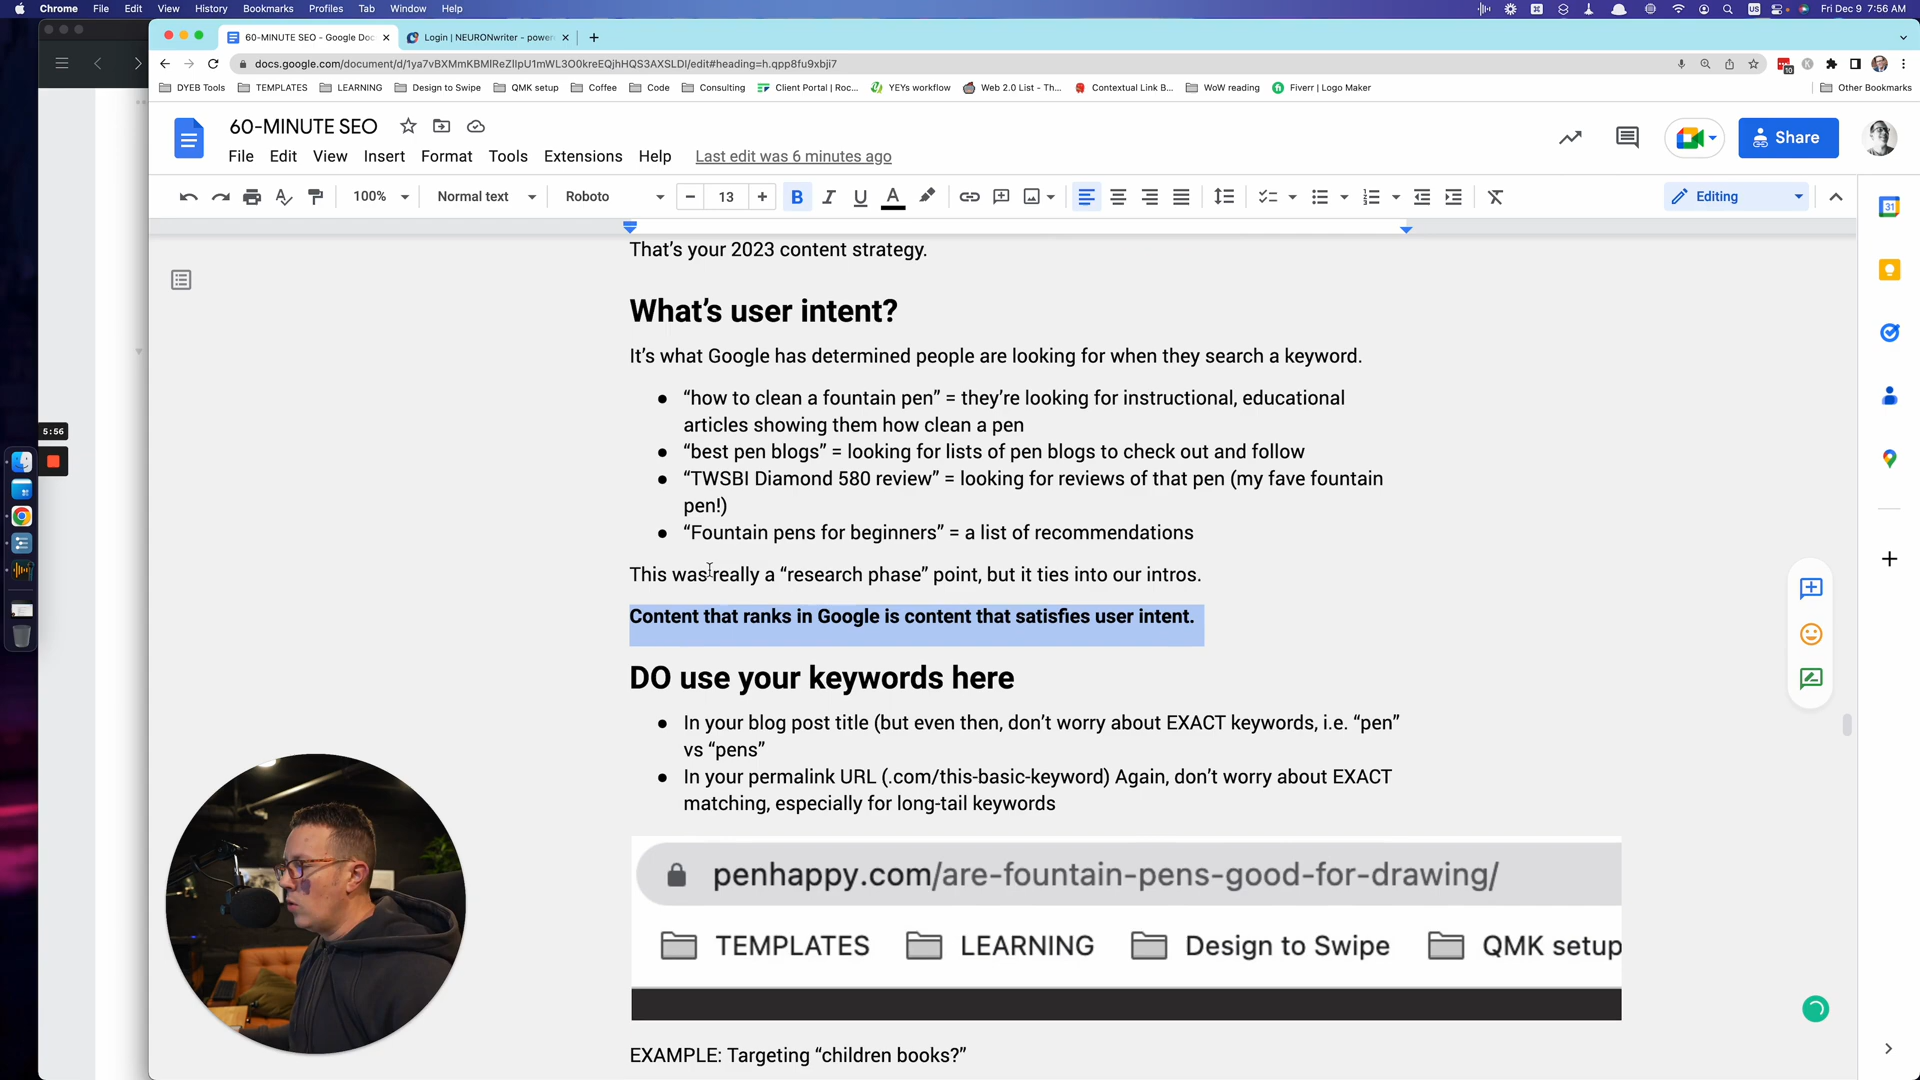 Chrome File Edit View History Bookmarks Profiles Tab Window Help
US
Fri Dec 9 7:56 AM
60-MINUTE SEO - Google Doc
Login | NEURONwriter - power
docs.google.com/document/d/1ya7vBXMmKBMIReZIlpU1mWL3O0kreEQjhHQS3AXSLDI/edit#heading=h.qpp8fu9xbji7
10
DYEB Tools TEMPLATES LEARNING Design to Swipe QMK setup Coffee Code Consulting Client Portal | Roc... YEYs workflow Web 2.0 List - Th... Contextual Link B... WoW reading Fiverr | Logo Maker Other Bookmarks
60-MINUTE SEO
Share
File Edit View Insert Format Tools Extensions Help Last edit was 6 minutes ago
100% Normal text Roboto 13 B I U A Editing
31
That’s your 2023 content strategy.
What’s user intent?
It’s what Google has determined people are looking for when they search a keyword.
● “how to clean a fountain pen” = they’re looking for instructional, educational
articles showing them how clean a pen
● “best pen blogs” = looking for lists of pen blogs to check out and follow
● “TWSBI Diamond 580 review” = looking for reviews of that pen (my fave fountain
pen!)
● “Fountain pens for beginners” = a list of recommendations
This was really a “research phase” point, but it ties into our intros.
Content that ranks in Google is content that satisfies user intent.
DO use your keywords here
● In your blog post title (but even then, don’t worry about EXACT keywords, i.e. “pen”
vs “pens”
● In your permalink URL (.com/this-basic-keyword) Again, don’t worry about EXACT
matching, especially for long-tail keywords
penhappy.com/are-fountain-pens-good-for-drawing/
TEMPLATES LEARNING Design to Swipe QMK setup
EXAMPLE: Targeting “children books?”
5:56